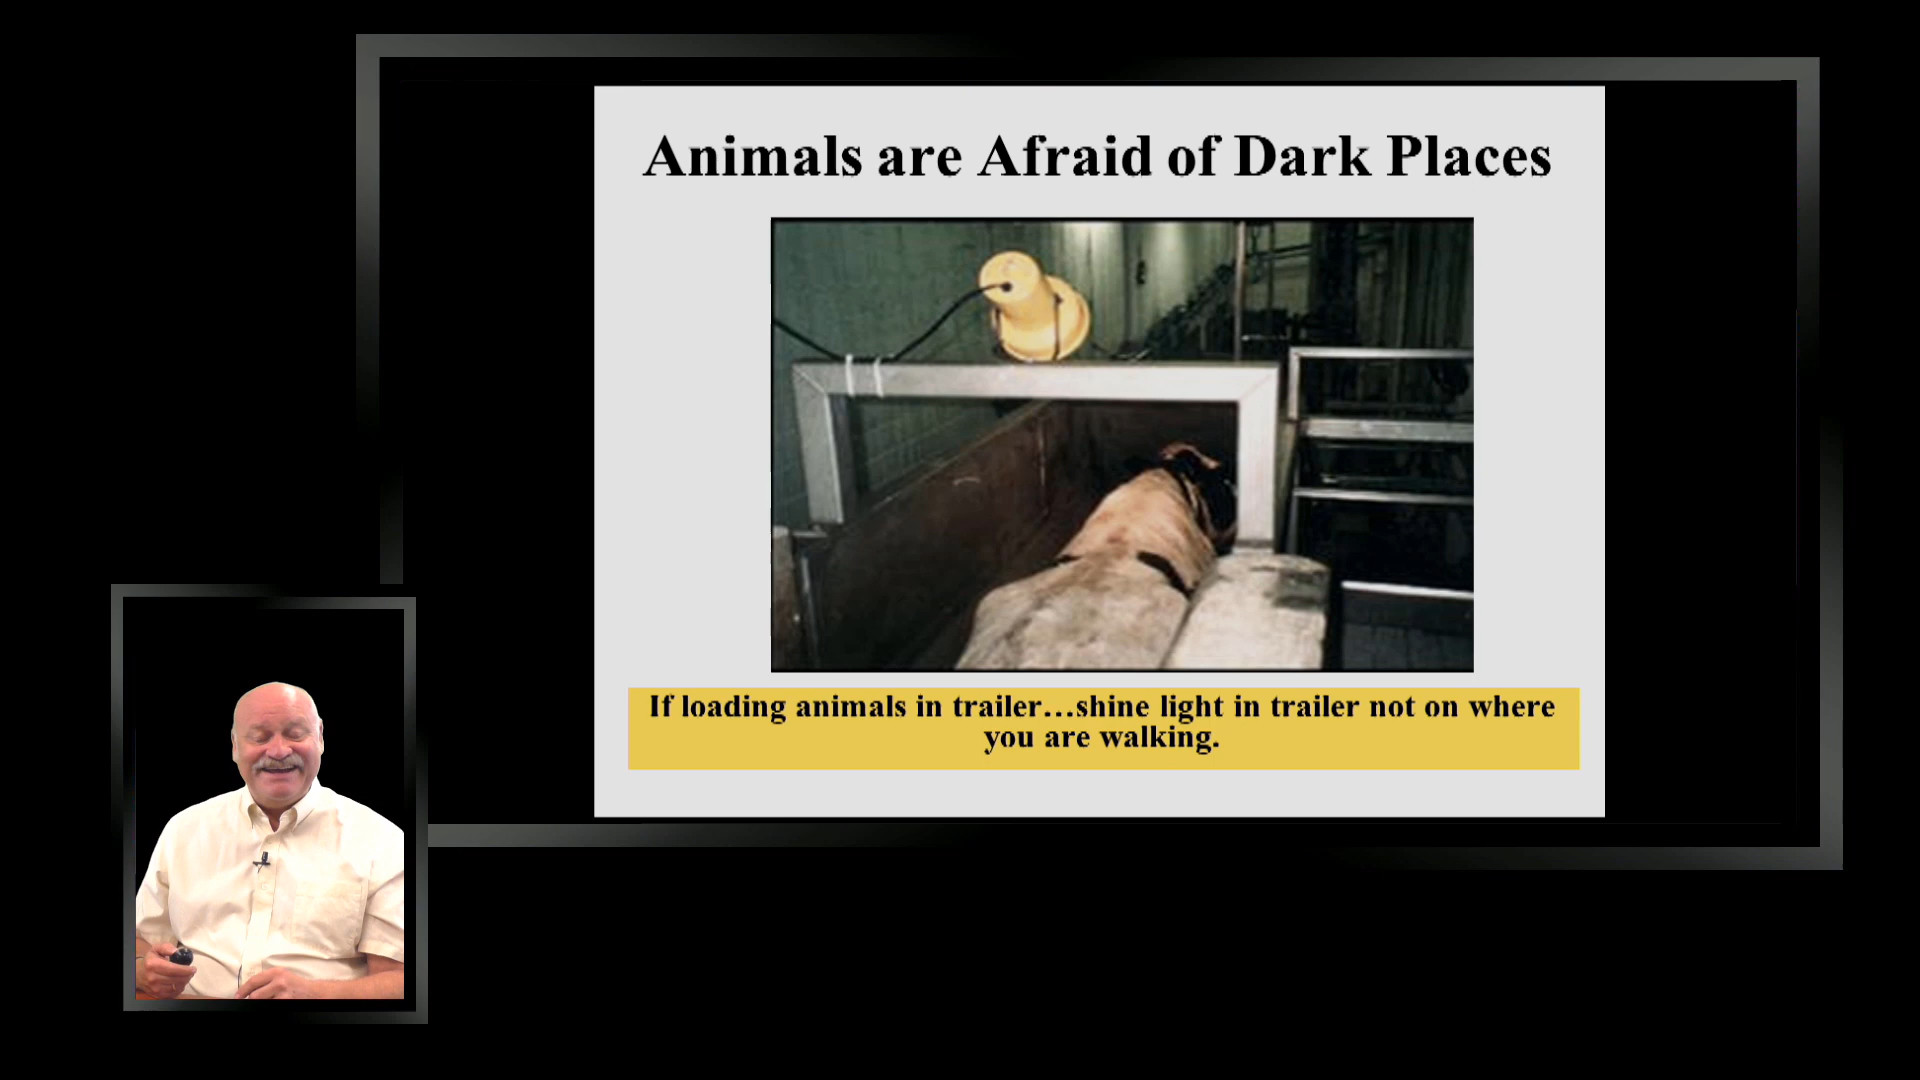 Animals are Afraid of Dark Places
If loading animals in trailer…shine light in trailer not on where
you are walking.